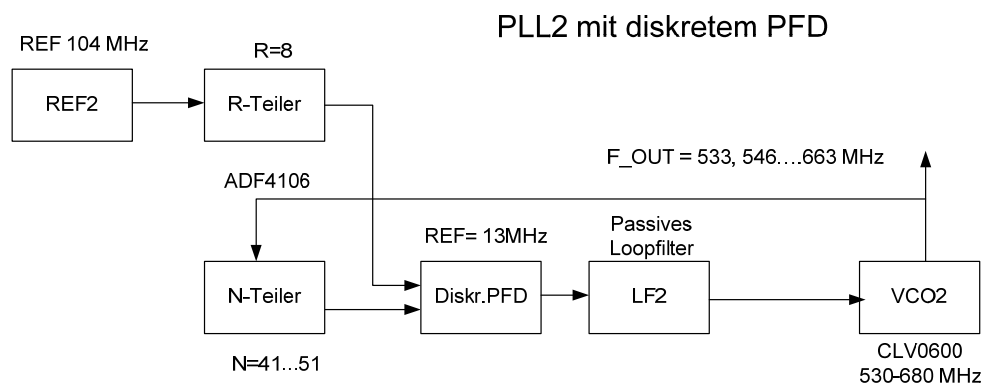 PLL2 mit diskretem PFD
REF 104 MHz
R=8
REF2
R-Teiler
F_OUT = 533, 546....663 MHz
ADF4106
Passives
Loopfilter
REF= 13MHz
N-Teiler
Diskr.PFD
LF2
VCO2
N=41...51
CLV0600
530-680 MHz